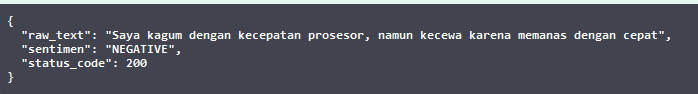 {
  "raw_text": "Saya kagum dengan kecepatan prosesor, namun kecewa karena memanas dengan cepat",
  "sentimen": "NEGATIVE",
  "status_code": 200
}